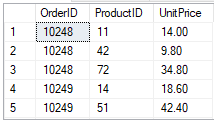 OrderID ProductID UnitPrice
1 10248 11 14.00
2 10248 42 9.80
3 10248 72 34.80
4 10249 14 18.60
5 10249 51 42.40